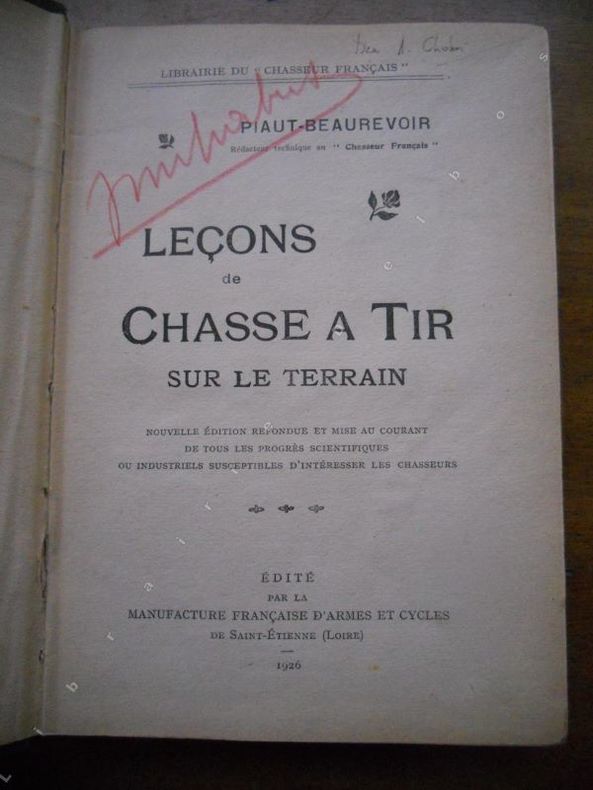 LIBRAIRIE DU "CHASSEUR FRANÇAIS"
PIAUT-BEAUREVOIR
Rédacteur technique au "Chasseur Français"
LEÇONS
de
CHASSE A TIR
SUR LE TERRAIN
NOUVELLE ÉDITION REFONDUE ET MISE AU COURANT
DE TOUS LES PROGRÈS SCIENTIFIQUES
OU INDUSTRIELS SUSCEPTIBLES D'INTÉRESSER LES CHASSEURS
ÉDITÉ
PAR LA
MANUFACTURE FRANÇAISE D'ARMES ET CYCLES
DE SAINT-ÉTIENNE (LOIRE)
1926